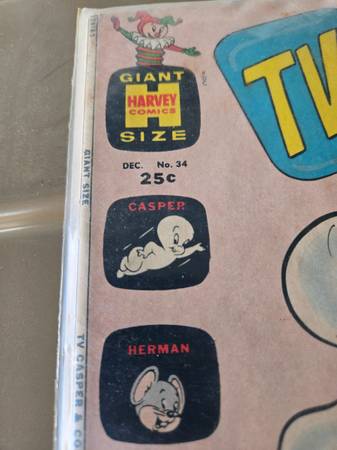 GIANT
H
HARVEY
COMICS
SIZE
DEC. No. 34
25c
CASPER
HERMAN
GIANT SIZE
TV CASPER & CO